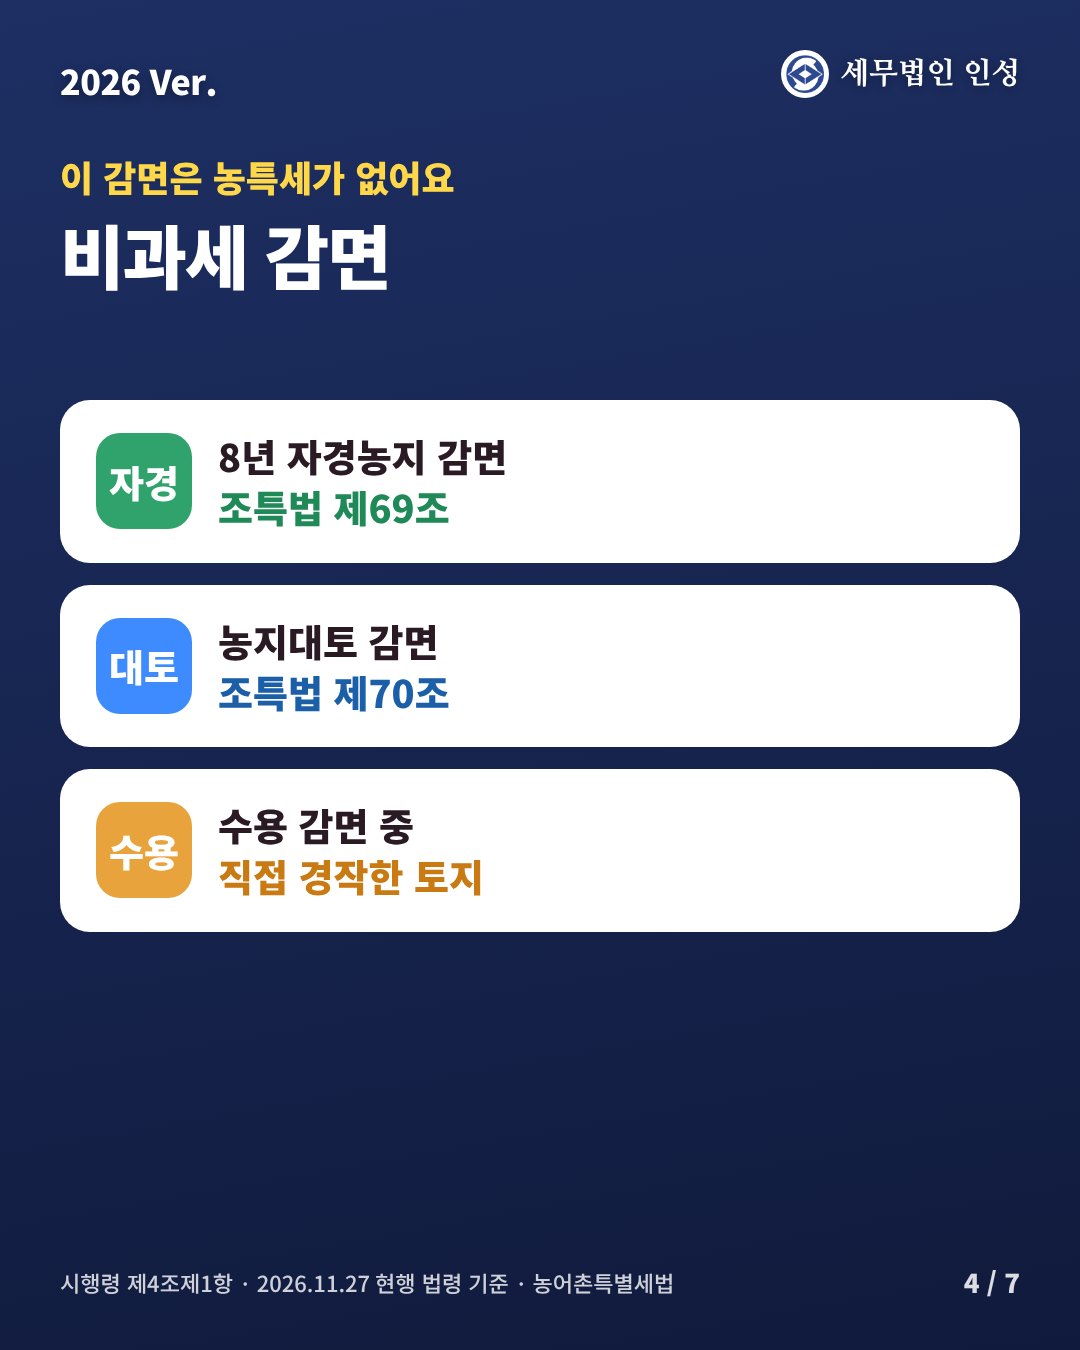 2026 Ver.
세무법인 인성
이 감면은 농특세가 없어요
비과세 감면
자경
8년 자경농지 감면
조특법 제69조
대토
농지대토 감면
조특법 제70조
수용
수용 감면 중
직접 경작한 토지
시행령 제4조제1항 · 2026.11.27 현행 법령 기준 · 농어촌특별세법
4 / 7